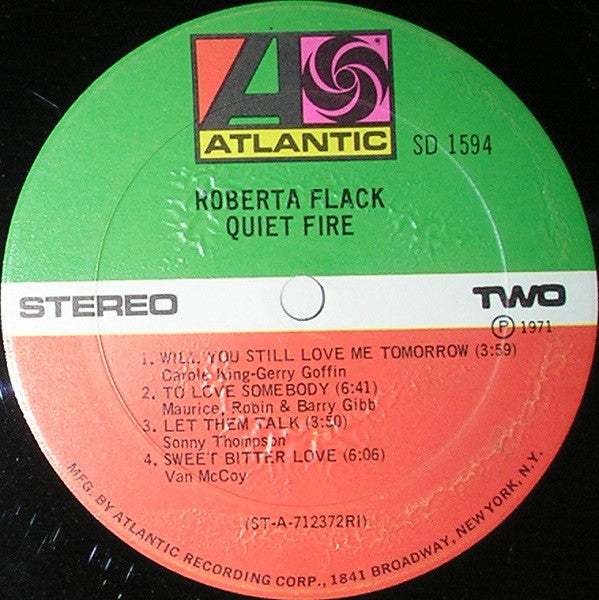 ATLANTIC
SD 1594
ROBERTA FLACK
QUIET FIRE
STEREO
TWO
Ⓟ 1971
1. WILL YOU STILL LOVE ME TOMORROW (3:59)
Carole King-Gerry Goffin
2. TO LOVE SOMEBODY (6:41)
Maurice, Robin & Barry Gibb
3. LET THEM TALK (3:50)
Sonny Thompson
4. SWEET BITTER LOVE (6:06)
Van McCoy
(ST-A-712372RI)
MFG. BY ATLANTIC RECORDING CORP., 1841 BROADWAY, NEW YORK, N.Y.